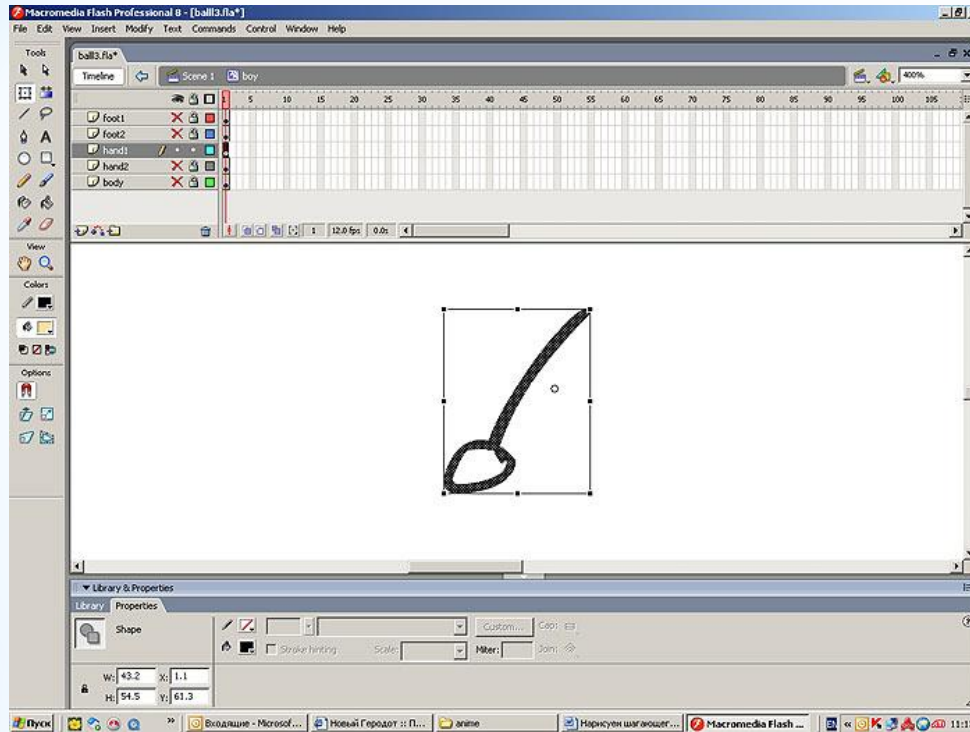 Macromedia Flash Professional 8 - [balll3.fla*]
File Edit View Insert Modify Text Commands Control Window Help
Tools
balll3.fla*
Timeline Scene 1 boy 400%
1 5 10 15 20 25 30 35 40 45 50 55 60 65 70 75 80 85 90 95 100 105
foot1
foot2
hand1
hand2
body
1 12.0 fps 0.0s
View
Colors
Options
Library & Properties
Library Properties
Shape
Custom... Cap:
Stroke hinting Scale: Miter: Join:
W: 43.2 X: 1.1
H: 54.5 Y: 61.3
Пуск » Входящие - Microsof... Новый Геродот :: П... anime Нарисуем шагающег... Macromedia Flash ... EN «